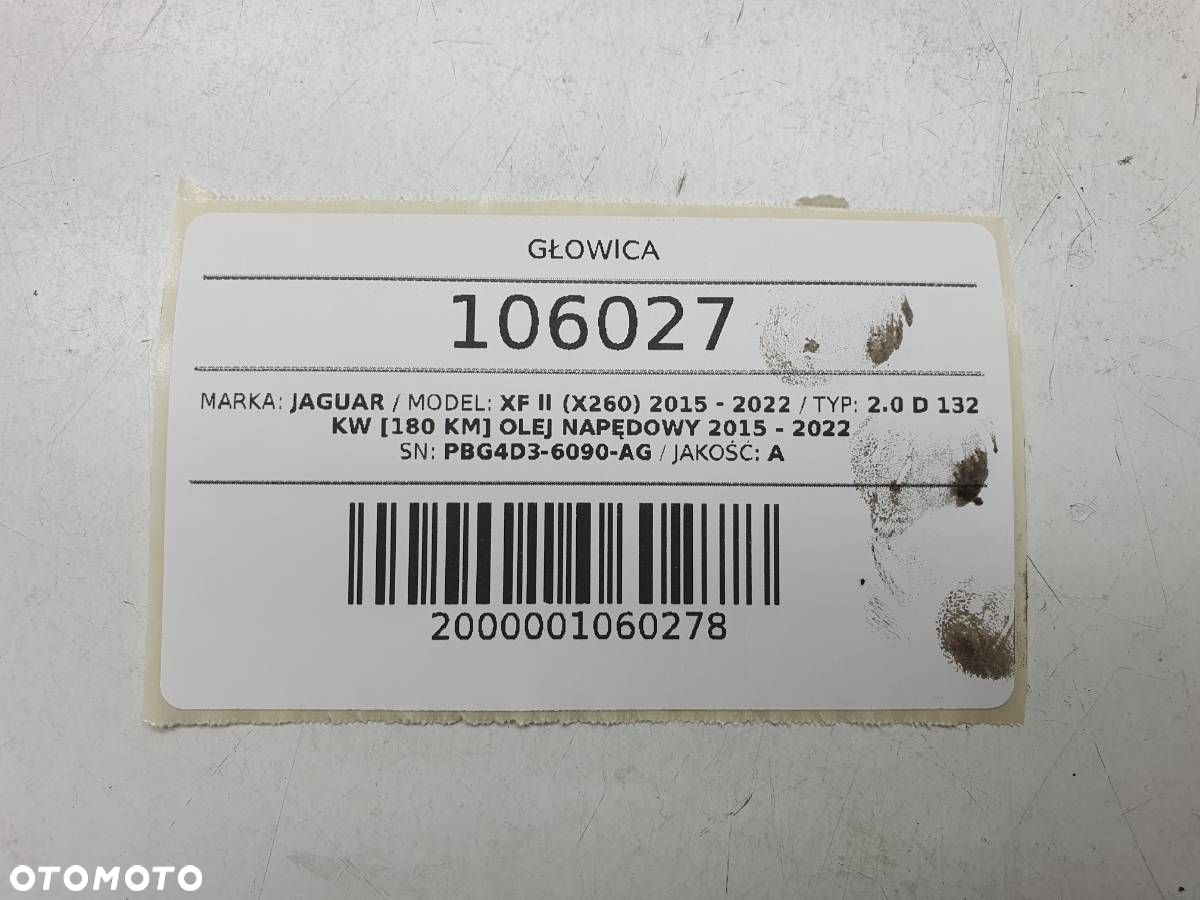 GŁOWICA
106027
MARKA: JAGUAR / MODEL: XF II (X260) 2015 - 2022 / TYP: 2.0 D 132
KW [180 KM] OLEJ NAPĘDOWY 2015 - 2022
SN: PBG4D3-6090-AG / JAKOŚĆ: A
2000001060278
OTOMOTO